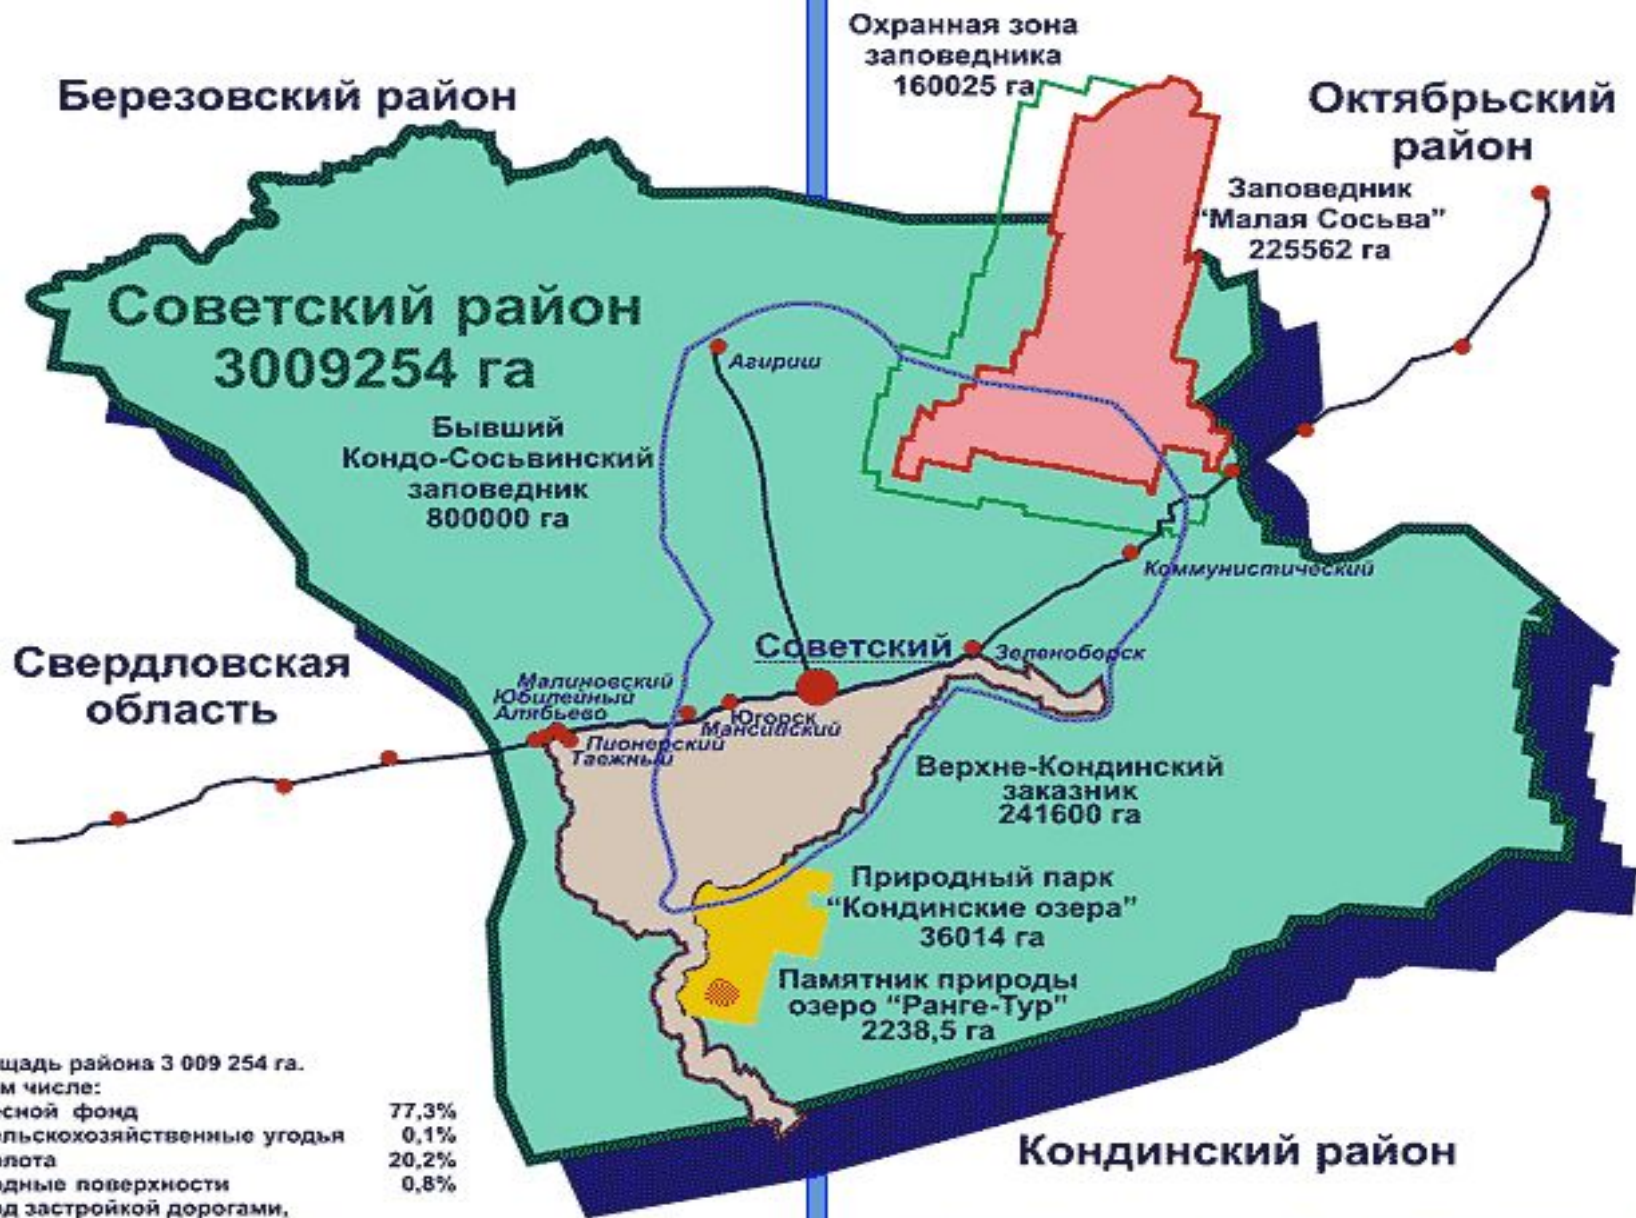 Охранная зона
заповедника
160025 га
Березовский район
Октябрьский
район
Заповедник
“Малая Сосьва”
225562 га
Советский район
3009254 га
Агириш
Бывший
Кондо-Сосьвинский
заповедник
800000 га
Коммунистический
Советский
Зеленоборск
Свердловская
область
Малиновский
Юбилейный
Алябьево
Югорск
Мансийский
Пионерский
Таежный
Верхне-Кондинский
заказник
241600 га
Природный парк
“Кондинские озера”
36014 га
Памятник природы
озеро “Ранге-Тур”
2238,5 га
щадь района 3 009 254 га.
м числе:
сной фонд 77,3%
льскохозяйственные угодья 0,1%
лота 20,2%
дные поверхности 0,8%
д застройкой дорогами,
Кондинский район